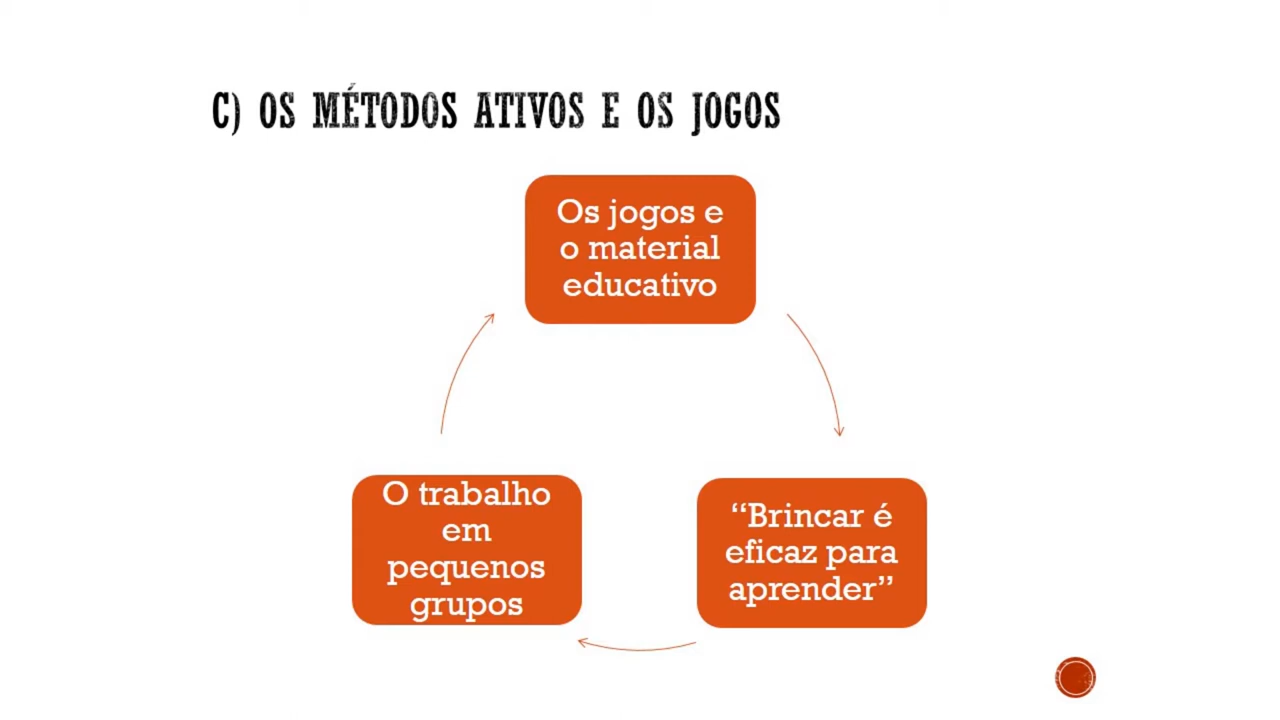 C) OS MÉTODOS ATIVOS E OS JOGOS
Os jogos e
o material
educativo
“Brincar é
eficaz para
aprender”
O trabalho
em
pequenos
grupos